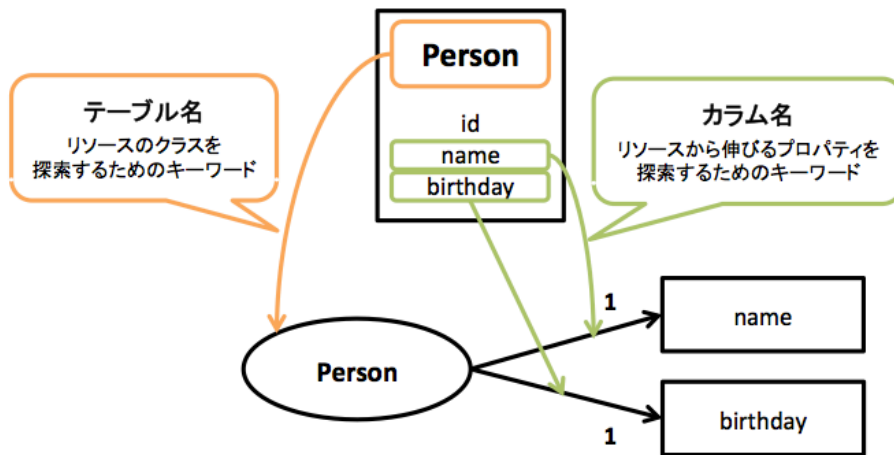 Person
テーブル名
リソースのクラスを
探索するためのキーワード
id
name
birthday
カラム名
リソースから伸びるプロパティを
探索するためのキーワード
1
name
Person
birthday
1